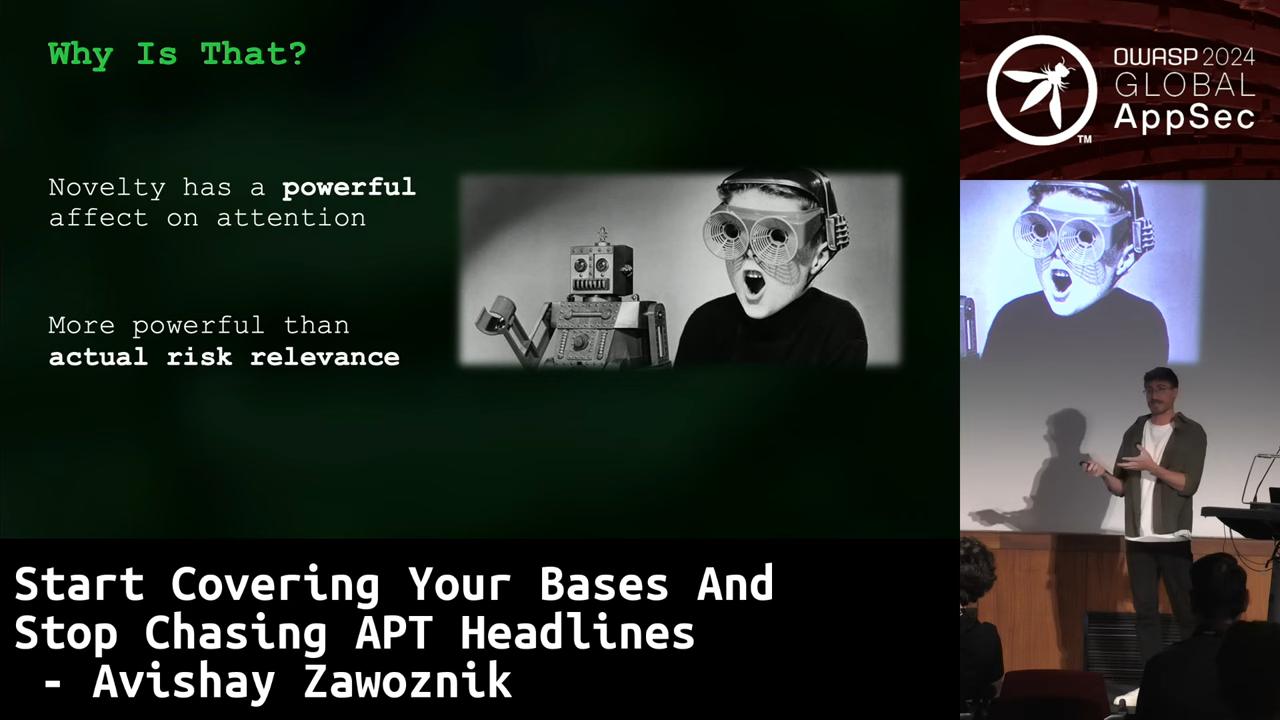 Why Is That?
Novelty has a powerful
affect on attention
More powerful than
actual risk relevance
OWASP 2024
GLOBAL
AppSec
TM
Start Covering Your Bases And
Stop Chasing APT Headlines
- Avishay Zawoznik